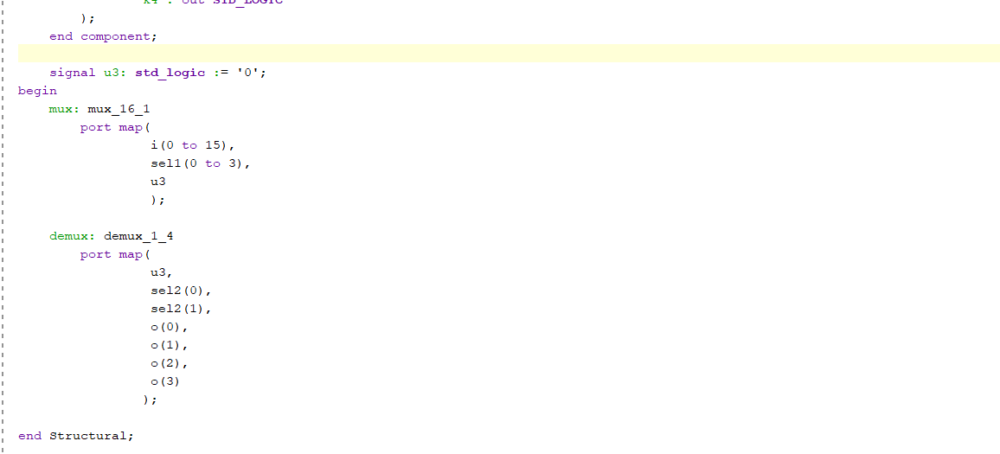 k4 : out STD_LOGIC
);
end component;
signal u3: std_logic := '0';
begin
mux: mux_16_1
port map(
i(0 to 15),
sel1(0 to 3),
u3
);
demux: demux_1_4
port map(
u3,
sel2(0),
sel2(1),
o(0),
o(1),
o(2),
o(3)
);
end Structural;